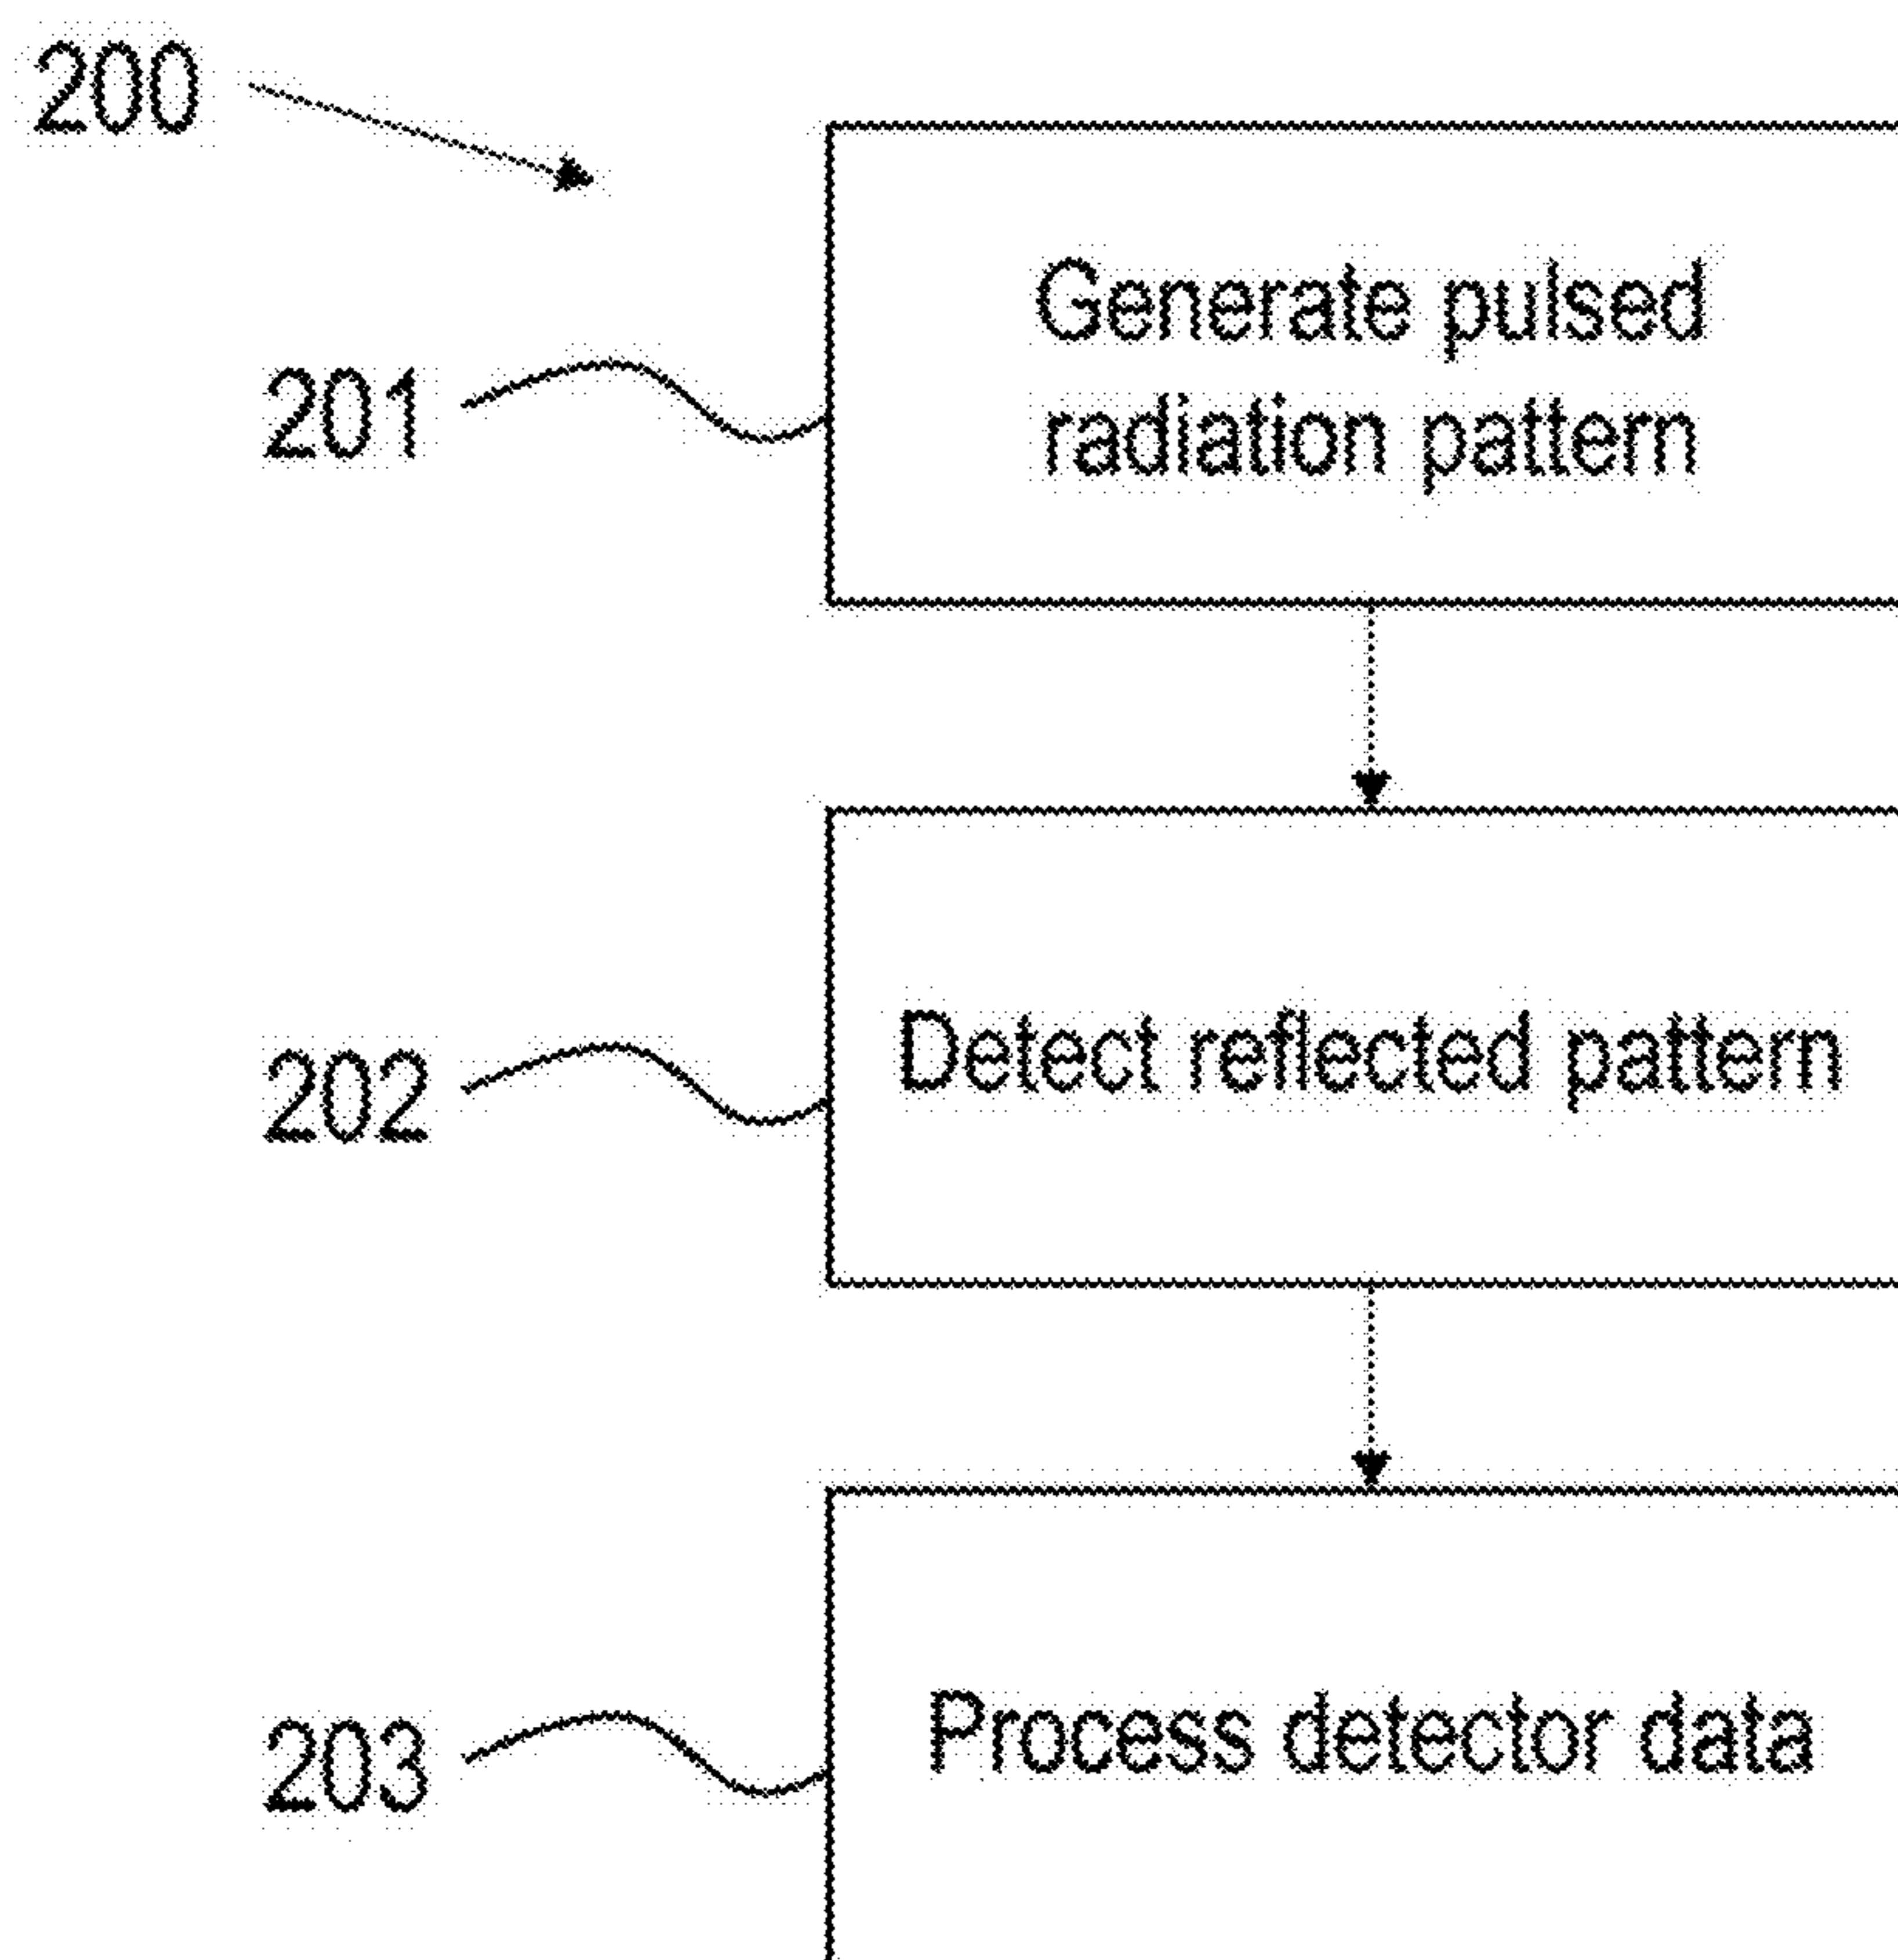 200
Generate pulsed
201
radiation pattern
202
Detect reflected pattern
203
Process detector data